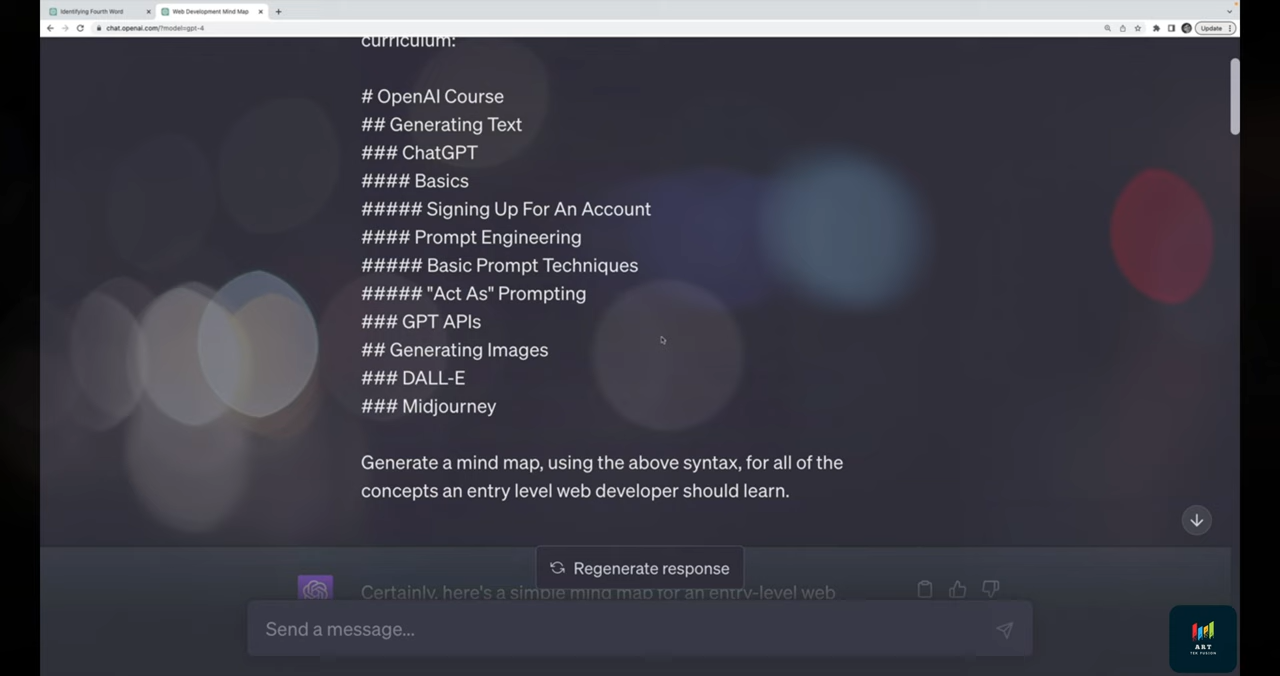 Identifying Fourth Word
Web Development Mind Map
chat.openai.com/?model=gpt-4
Update
curriculum:
# OpenAI Course
## Generating Text
### ChatGPT
#### Basics
##### Signing Up For An Account
#### Prompt Engineering
##### Basic Prompt Techniques
##### "Act As" Prompting
### GPT APIs
## Generating Images
### DALL-E
### Midjourney
Generate a mind map, using the above syntax, for all of the
concepts an entry level web developer should learn.
Regenerate response
Certainly, here's a simple mind map for an entry-level web
Send a message...
ART
TEK FUSION